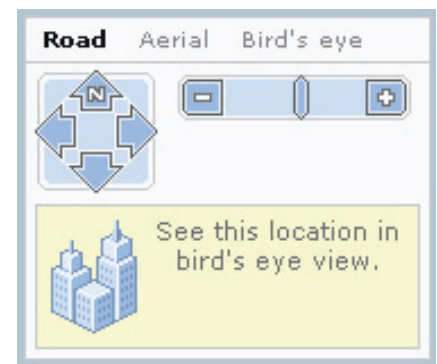 Road Aerial Bird's eye
N
See this location in
bird's eye view.